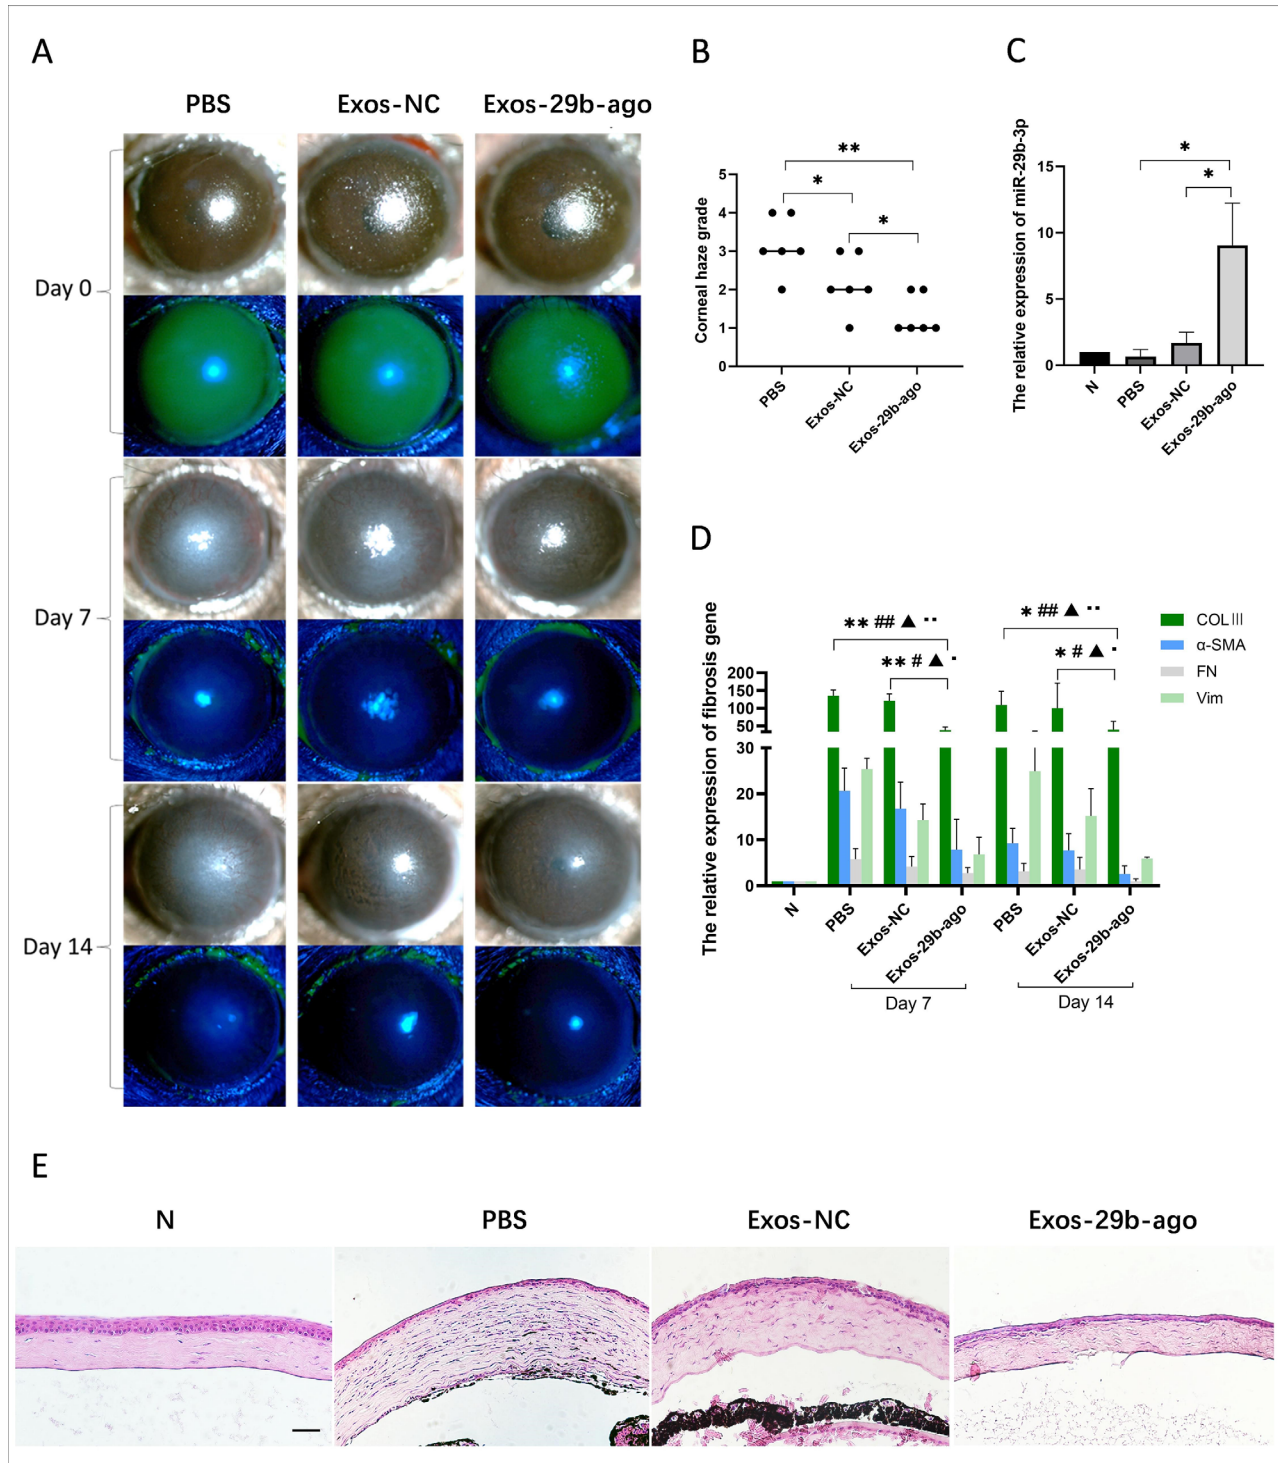 A
PBS
Exos-NC
Exos-29b-ago
Day 0
Day 7
Day 14
B
Corneal haze grade
5
4
3
2
1
0
**
*
*
PBS
Exos-NC
Exos-29b-ago
C
The relative expression of miR-29b-3p
15
10
5
0
*
*
N
PBS
Exos-NC
Exos-29b-ago
D
The relative expression of fibrosis gene
200
150
100
50
30
20
10
0
** ## ▲ ▪▪
** # ▲ ▪
* ## ▲ ▪▪
* # ▲ ▪
COL III
α-SMA
FN
Vim
N
PBS
Exos-NC
Exos-29b-ago
PBS
Exos-NC
Exos-29b-ago
Day 7
Day 14
E
N
PBS
Exos-NC
Exos-29b-ago